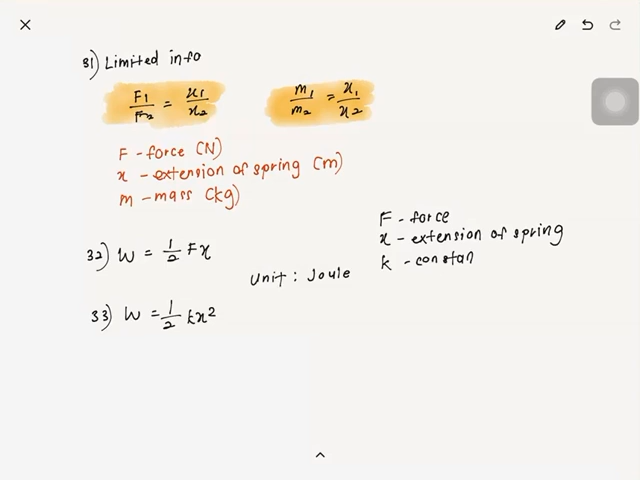 31) Limited info
F1/F2 = x1/x2   m1/m2 = x1/x2
F - force (N)
x - extension of spring (m)
m - mass (kg)
F - force
x - extension of spring
k - constan
32) W = 1/2 Fx
Unit : Joule
33) W = 1/2 kx2